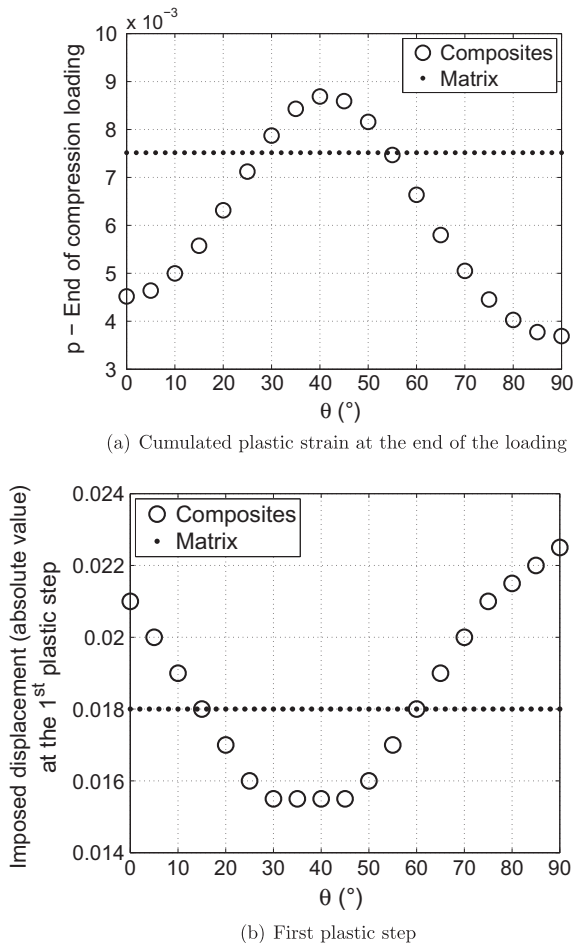 x 10⁻³
10
9
8
7
6
5
4
3
p − End of compression loading
Composites
Matrix
0 10 20 30 40 50 60 70 80 90
θ (°)
(a) Cumulated plastic strain at the end of the loading
0.024
0.022
0.02
0.018
0.016
0.014
Imposed displacement (absolute value)
at the 1ˢᵗ plastic step
Composites
Matrix
0 10 20 30 40 50 60 70 80 90
θ (°)
(b) First plastic step